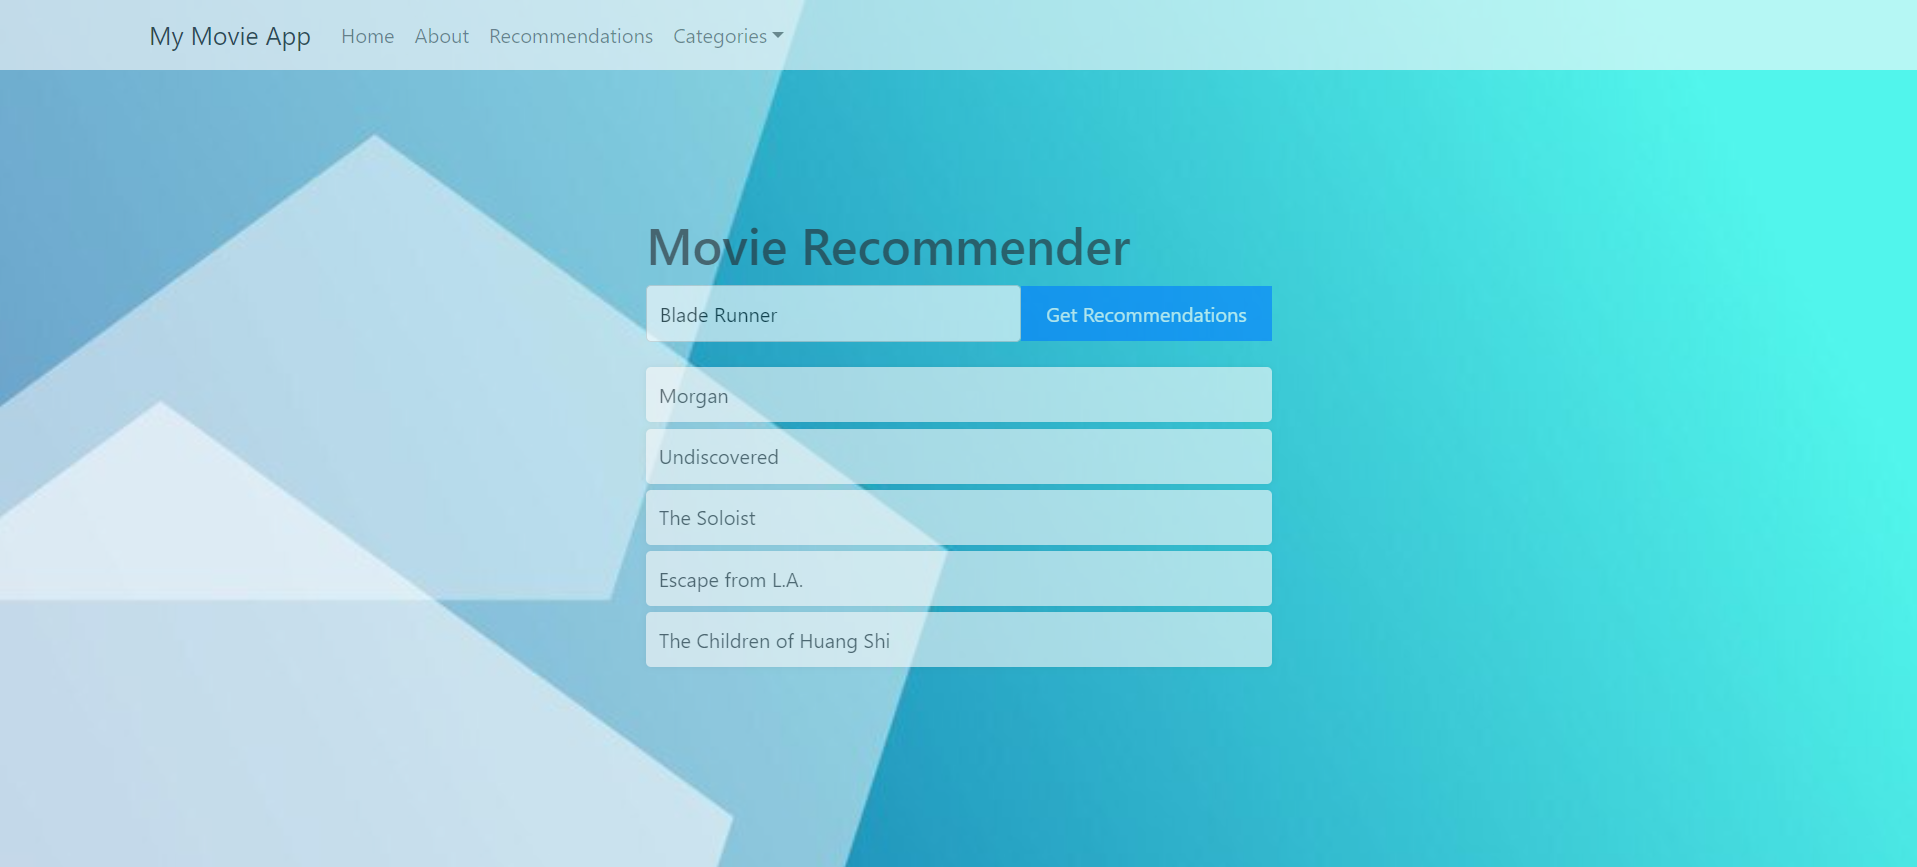 My Movie App Home About Recommendations Categories
Movie Recommender
Blade Runner Get Recommendations
Morgan
Undiscovered
The Soloist
Escape from L.A.
The Children of Huang Shi